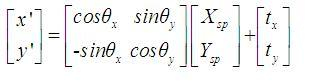 [x' y'] = [cosθx sinθy -sinθx cosθy] [Xsp Ysp] + [tx ty]